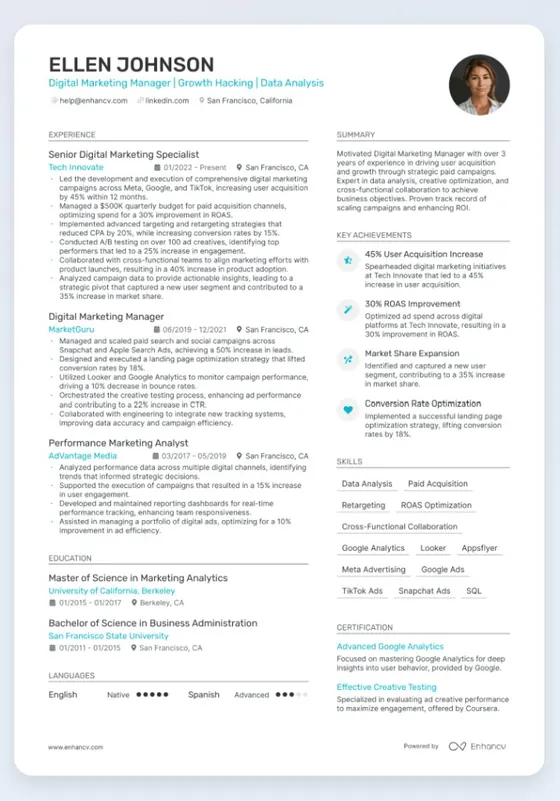 ELLEN JOHNSON
Digital Marketing Manager | Growth Hacking | Data Analysis
help@enhancv.com linkedin.com San Francisco, California
EXPERIENCE
Senior Digital Marketing Specialist
Tech Innovate 01/2022 - Present San Francisco, CA
· Led the development and execution of comprehensive digital marketing
campaigns across Meta, Google, and TikTok, increasing user acquisition
by 45% within 12 months.
· Managed a $500K quarterly budget for paid acquisition channels,
optimizing spend for a 30% improvement in ROAS.
· Implemented advanced targeting and retargeting strategies that
reduced CPA by 20%, while increasing conversion rates by 15%.
· Conducted A/B testing on over 100 ad creatives, identifying top
performers that led to a 25% increase in engagement.
· Collaborated with cross-functional teams to align marketing efforts with
product launches, resulting in a 40% increase in product adoption.
· Analyzed campaign data to provide actionable insights, leading to a
strategic pivot that captured a new user segment and contributed to a
35% increase in market share.
Digital Marketing Manager
MarketGuru 06/2019 - 12/2021 San Francisco, CA
· Managed and scaled paid search and social campaigns across
Snapchat and Apple Search Ads, achieving a 50% increase in leads.
· Designed and executed a landing page optimization strategy that lifted
conversion rates by 18%.
· Utilized Looker and Google Analytics to monitor campaign performance,
driving a 10% decrease in bounce rates.
· Orchestrated the creative testing process, enhancing ad performance
and contributing to a 22% increase in CTR.
· Collaborated with engineering to integrate new tracking systems,
improving data accuracy and campaign efficiency.
Performance Marketing Analyst
AdVantage Media 03/2017 - 05/2019 San Francisco, CA
· Analyzed performance data across multiple digital channels, identifying
trends that informed strategic decisions.
· Supported the execution of campaigns that resulted in a 15% increase
in user engagement.
· Developed and maintained reporting dashboards for real-time
performance tracking, enhancing team responsiveness.
· Assisted in managing a portfolio of digital ads, optimizing for a 10%
improvement in ad efficiency.
EDUCATION
Master of Science in Marketing Analytics
University of California, Berkeley
01/2015 - 01/2017 Berkeley, CA
Bachelor of Science in Business Administration
San Francisco State University
01/2011 - 01/2015 San Francisco, CA
LANGUAGES
English Native Spanish Advanced
SUMMARY
Motivated Digital Marketing Manager with over 3
years of experience in driving user acquisition
and growth through strategic paid campaigns.
Expert in data analysis, creative optimization, and
cross-functional collaboration to achieve
business objectives. Proven track record of
scaling campaigns and enhancing ROI.
KEY ACHIEVEMENTS
45% User Acquisition Increase
Spearheaded digital marketing initiatives
at Tech Innovate that led to a 45%
increase in user acquisition.
30% ROAS Improvement
Optimized ad spend across digital
platforms at Tech Innovate, resulting in a
30% improvement in ROAS.
Market Share Expansion
Identified and captured a new user
segment, contributing to a 35% increase
in market share.
Conversion Rate Optimization
Implemented a successful landing page
optimization strategy, lifting conversion
rates by 18%.
SKILLS
Data Analysis Paid Acquisition
Retargeting ROAS Optimization
Cross-Functional Collaboration
Google Analytics Looker Appsflyer
Meta Advertising Google Ads
TikTok Ads Snapchat Ads SQL
CERTIFICATION
Advanced Google Analytics
Focused on mastering Google Analytics for deep
insights into user behavior, provided by Google.
Effective Creative Testing
Specialized in evaluating ad creative performance
to maximize engagement, offered by Coursera.
www.enhancv.com
Powered by Enhancv